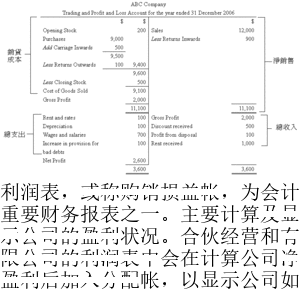 ABC Company
Trading and Profit and Loss Account for the year ended 31 December 2006
$ $ $
Opening Stock 200 Sales 12,000
Purchases 9,000 Less Returns Inwards 900
Add Carriage Inwards 500
9,500
Less Returns Outwards 100 9,400
9,600
Less Closing Stock 500
Cost of Goods Sold 9,100
Gross Profit 2,000
11,100 11,100
Rent and rates 100 Gross Profit 2,000
Depreciation 100 Discount received 500
Wages and salaries 700 Profit from disposal 100
Increase in provision for 100 Rent received 1,000
bad debts
Net Profit 2,600
3,600 3,600
銷貨
成本
淨銷售
總支出
總收入
利润表，或称购销损益帐，为会计
重要财务报表之一。主要计算及显
示公司的盈利状况。合伙经营和有
限公司的利润表中会在计算公司净
盈利后加入分配帐，以显示公司如